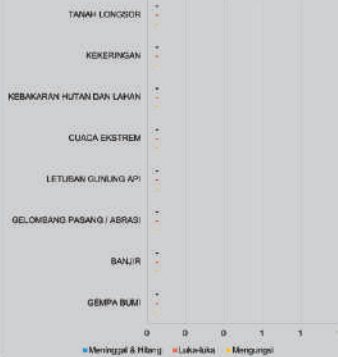 TANAH LONGSOR
KEKERINGAN
KEBAKARAN HUTAN DAN LAHAN
CUACA EKSTREM
LETUSAN GUNUNG API
GELOMBANG PASANG / ABRASI
BANJIR
GEMPA BUMI
0 0 0 1 1 1
Meninggal & Hilang Luka-luka Mengungsi